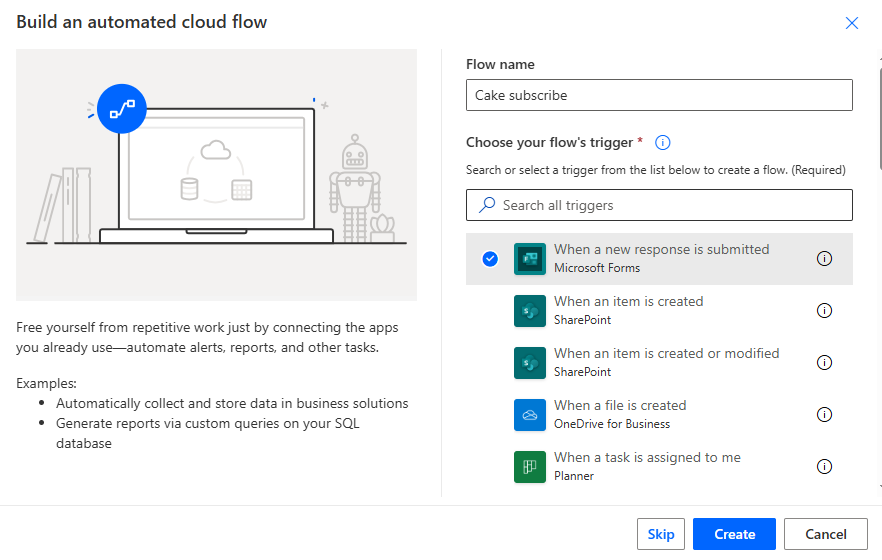 Build an automated cloud flow
Free yourself from repetitive work just by connecting the apps
you already use—automate alerts, reports, and other tasks.
Examples:
• Automatically collect and store data in business solutions
• Generate reports via custom queries on your SQL
database
Flow name
Cake subscribe
Choose your flow's trigger *
Search or select a trigger from the list below to create a flow. (Required)
Search all triggers
When a new response is submitted
Microsoft Forms
When an item is created
SharePoint
When an item is created or modified
SharePoint
When a file is created
OneDrive for Business
When a task is assigned to me
Planner
Skip
Create
Cancel